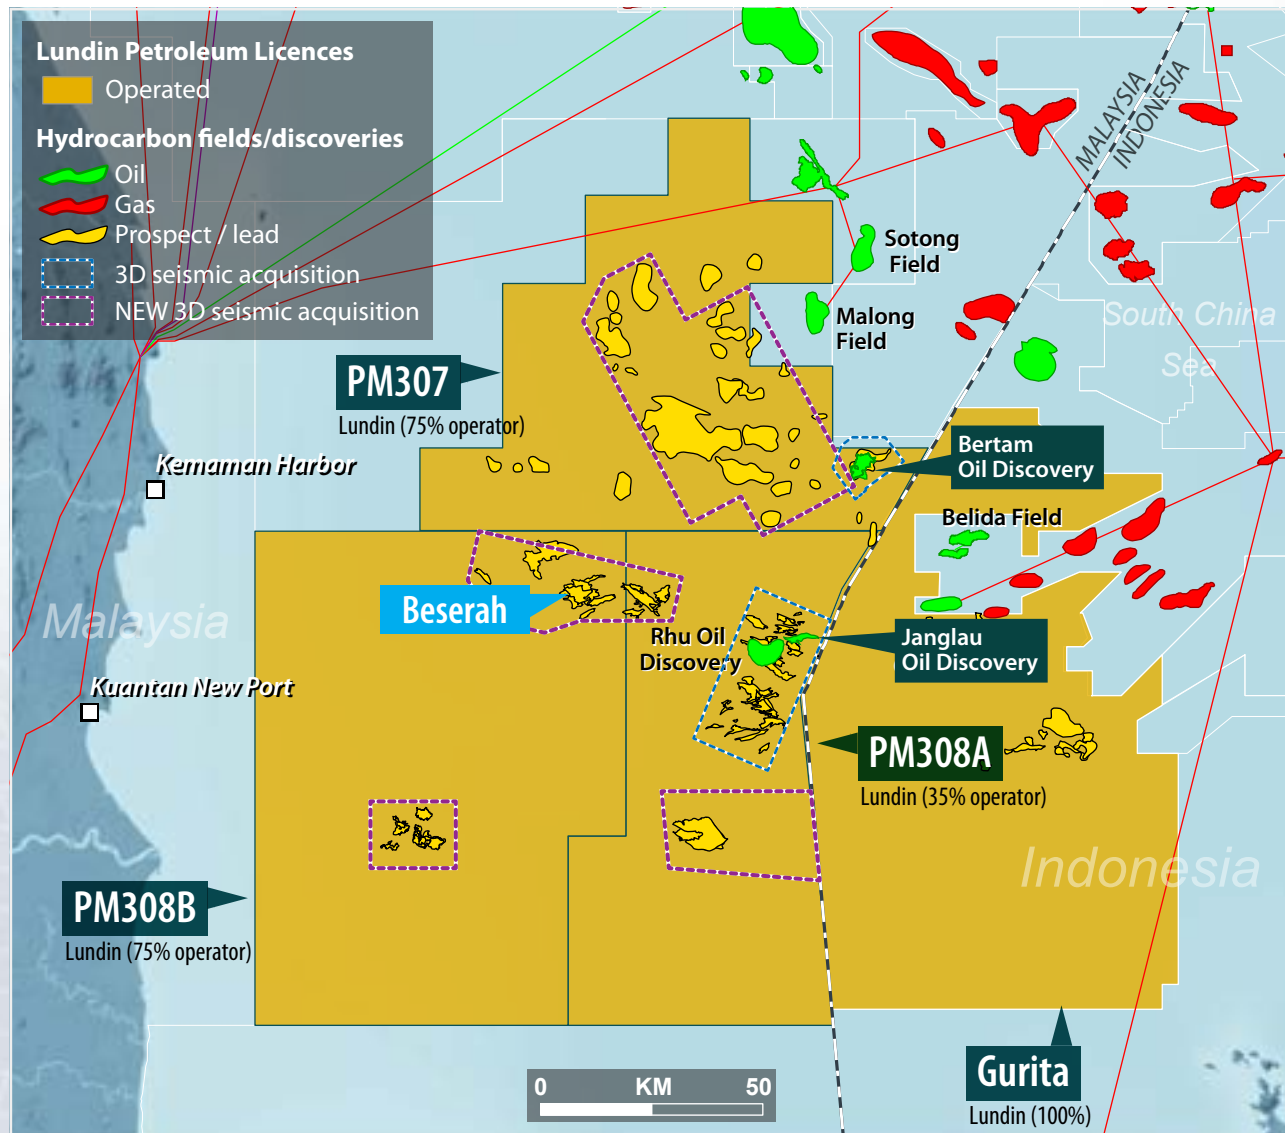 Lundin Petroleum Licences
Operated
Hydrocarbon fields/discoveries
Oil
Gas
Prospect / lead
3D seismic acquisition
NEW 3D seismic acquisition
MALAYSIA
INDONESIA
Sotong
Field
Malong
Field
South China
Sea
PM307
Lundin (75% operator)
Bertam
Oil Discovery
Kemaman Harbor
Belida Field
Beserah
Malaysia
Rhu Oil
Discovery
Janglau
Oil Discovery
Kuantan New Port
PM308A
Lundin (35% operator)
Indonesia
PM308B
Lundin (75% operator)
Gurita
Lundin (100%)
0 KM 50